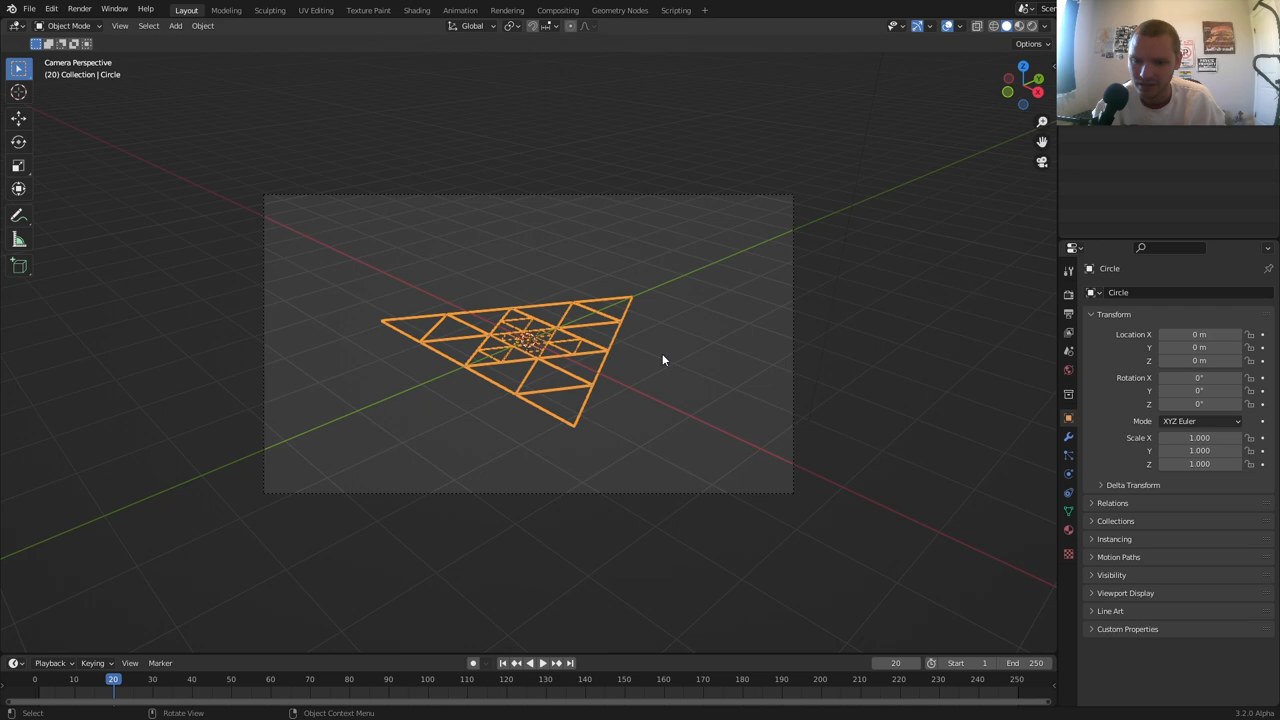 File Edit Render Window Help Layout Modeling Sculpting UV Editing Texture Paint Shading Animation Rendering Compositing Geometry Nodes Scripting + Scen
Object Mode View Select Add Object Global
Options
Camera Perspective
(20) Collection | Circle
Z
Y
X
Circle
Circle
Transform
Location X 0 m
Y 0 m
Z 0 m
Rotation X 0°
Y 0°
Z 0°
Mode XYZ Euler
Scale X 1.000
Y 1.000
Z 1.000
Delta Transform
Relations
Collections
Instancing
Motion Paths
Visibility
Viewport Display
Line Art
Custom Properties
Playback Keying View Marker 20 Start 1 End 250
0 10 20 30 40 50 60 70 80 90 100 110 120 130 140 150 160 170 180 190 200 210 220 230 240 250
Select Rotate View Object Context Menu 3.2.0 Alpha